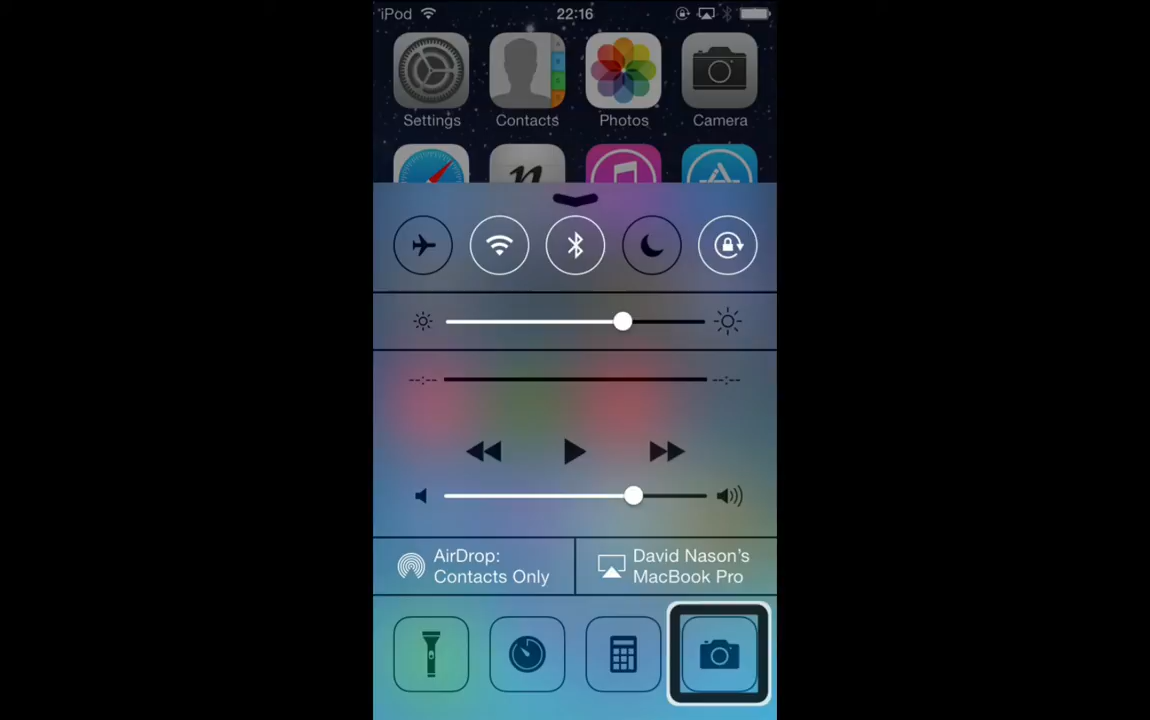 iPod 22:16
Settings Contacts Photos Camera
n
--:-- --:--
AirDrop:
Contacts Only
David Nason's
MacBook Pro